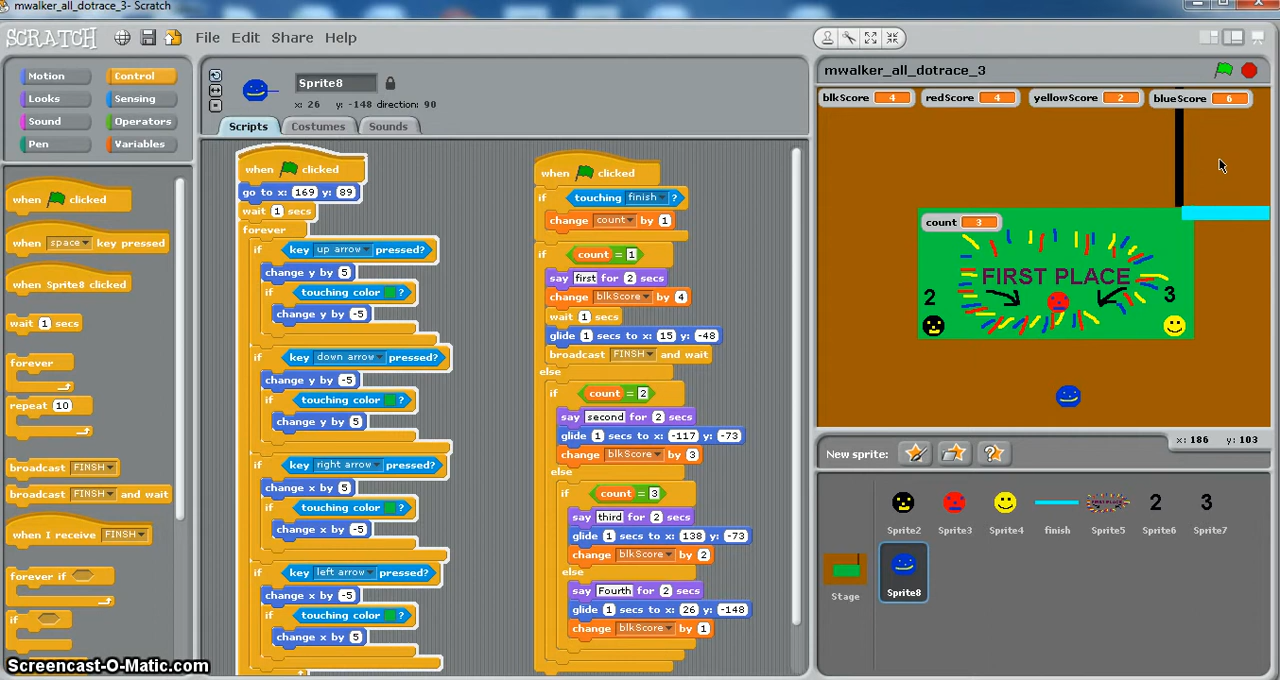 mwalker_all_dotrace_3- Scratch
SCRATCH File Edit Share Help
Motion Control
Looks Sensing
Sound Operators
Pen Variables
when clicked
when space key pressed
when Sprite8 clicked
wait 1 secs
forever
repeat 10
broadcast FINSH
broadcast FINSH and wait
when I receive FINSH
forever if
if
Sprite8
x: 26 y: -148 direction: 90
Scripts Costumes Sounds
when clicked
go to x: 169 y: 89
wait 1 secs
forever
if key up arrow pressed?
change y by 5
if touching color ?
change y by -5
if key down arrow pressed?
change y by -5
if touching color ?
change y by 5
if key right arrow pressed?
change x by 5
if touching color ?
change x by -5
if key left arrow pressed?
change x by -5
if touching color ?
change x by 5
when clicked
if touching finish ?
change count by 1
if count = 1
say first for 2 secs
change blkScore by 4
wait 1 secs
glide 1 secs to x: 15 y: -48
broadcast FINSH and wait
else
if count = 2
say second for 2 secs
glide 1 secs to x: -117 y: -73
change blkScore by 3
else
if count = 3
say third for 2 secs
glide 1 secs to x: 138 y: -73
change blkScore by 2
else
say Fourth for 2 secs
glide 1 secs to x: 26 y: -148
change blkScore by 1
mwalker_all_dotrace_3
blkScore 4 redScore 4 yellowScore 2 blueScore 6
count 3
FIRST PLACE
2 3
x: 186 y: 103
New sprite:
2 3
Sprite2 Sprite3 Sprite4 finish Sprite5 Sprite6 Sprite7
Stage Sprite8
Screencast-O-Matic.com